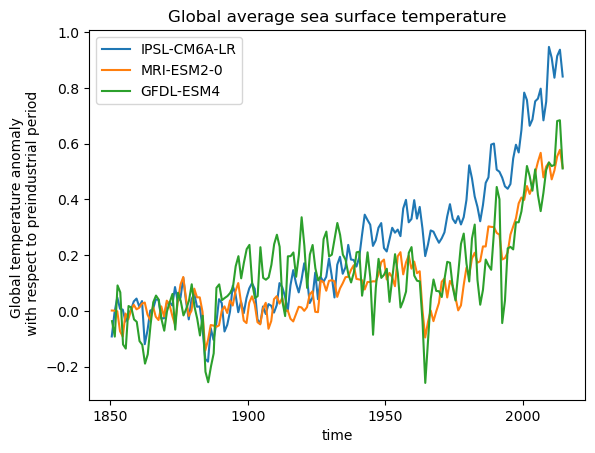 Global average sea surface temperature
Global temperature anomaly
with respect to preindustrial period
1.0
0.8
0.6
0.4
0.2
0.0
−0.2
IPSL-CM6A-LR
MRI-ESM2-0
GFDL-ESM4
1850
1900
1950
2000
time